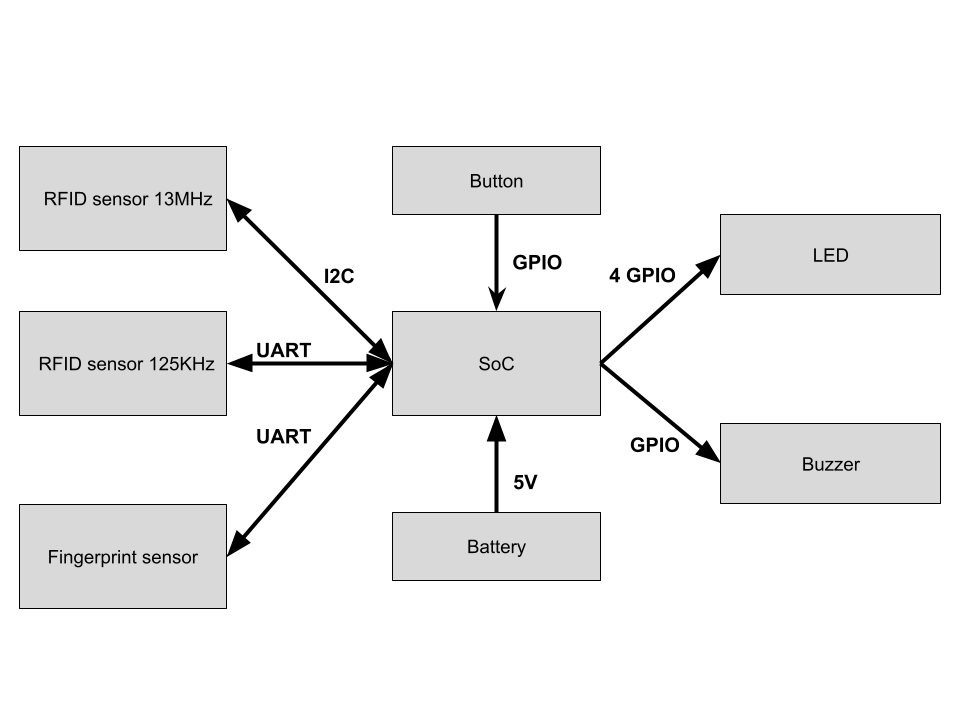 RFID sensor 13MHz
Button
LED
GPIO
4 GPIO
I2C
UART
RFID sensor 125KHz
SoC
UART
GPIO
Buzzer
5V
Fingerprint sensor
Battery